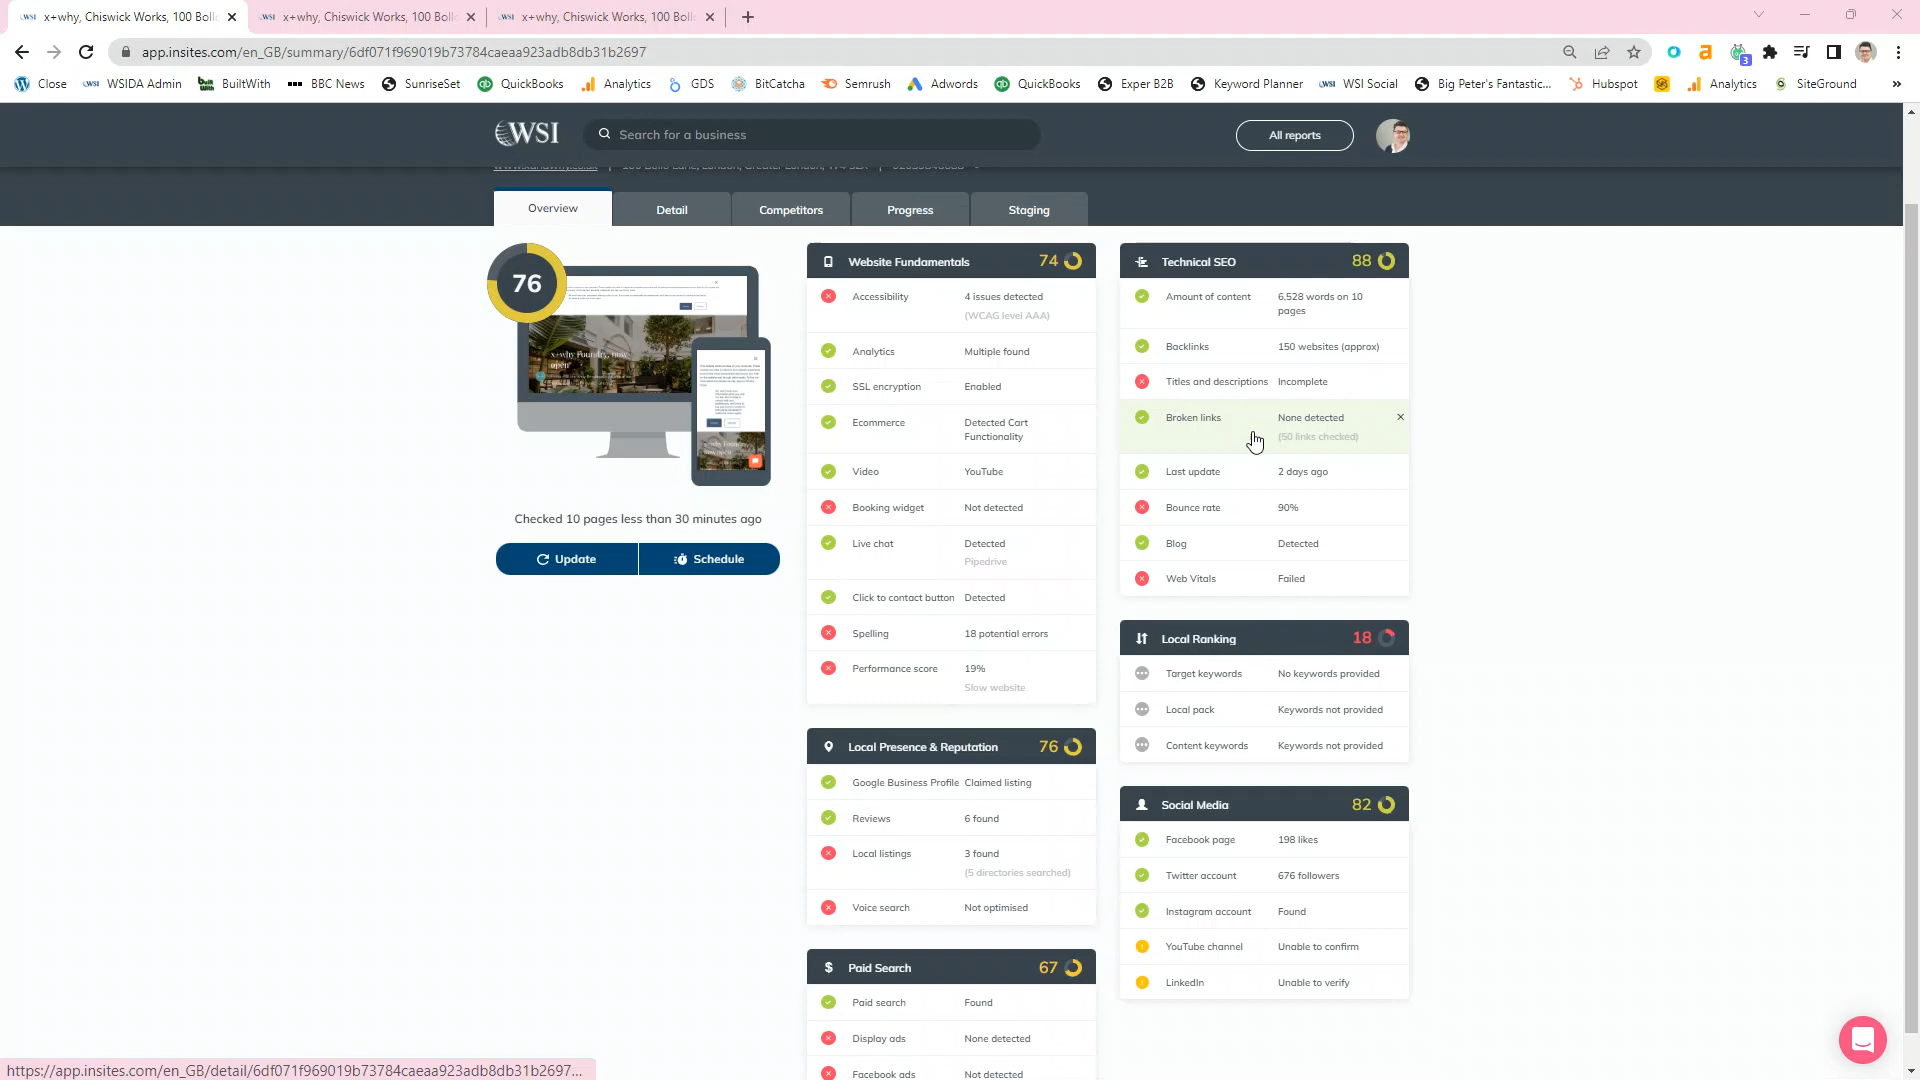 WSI x+why, Chiswick Works, 100 Boll
WSI x+why, Chiswick Works, 100 Boll
WSI x+why, Chiswick Works, 100 Boll
app.insites.com/en_GB/summary/6df071f969019b73784caeaa923adb8db31b2697
3
Close
WSI WSIDA Admin
BuiltWith
BBC News
SunriseSet
QuickBooks
Analytics
GDS
BitCatcha
Semrush
Adwords
QuickBooks
Exper B2B
Keyword Planner
WSI WSI Social
Big Peter's Fantastic...
Hubspot
Analytics
SiteGround
»
WSI
Search for a business
All reports
Overview
Detail
Competitors
Progress
Staging
76
x+why Foundry, now
open
Checked 10 pages less than 30 minutes ago
Update
Schedule
Website Fundamentals 74
Accessibility 4 issues detected
(WCAG level AAA)
Analytics Multiple found
SSL encryption Enabled
Ecommerce Detected Cart
Functionality
Video YouTube
Booking widget Not detected
Live chat Detected
Pipedrive
Click to contact button Detected
Spelling 18 potential errors
Performance score 19%
Slow website
Local Presence & Reputation 76
Google Business Profile Claimed listing
Reviews 6 found
Local listings 3 found
(5 directories searched)
Voice search Not optimised
$ Paid Search 67
Paid search Found
Display ads None detected
Facebook ads Not detected
Technical SEO 88
Amount of content 6,528 words on 10
pages
Backlinks 150 websites (approx)
Titles and descriptions Incomplete
Broken links None detected
(50 links checked)
Last update 2 days ago
Bounce rate 90%
Blog Detected
Web Vitals Failed
Local Ranking 18
Target keywords No keywords provided
Local pack Keywords not provided
Content keywords Keywords not provided
Social Media 82
Facebook page 198 likes
Twitter account 676 followers
Instagram account Found
YouTube channel Unable to confirm
LinkedIn Unable to verify
https://app.insites.com/en_GB/detail/6df071f969019b73784caeaa923adb8db31b2697...